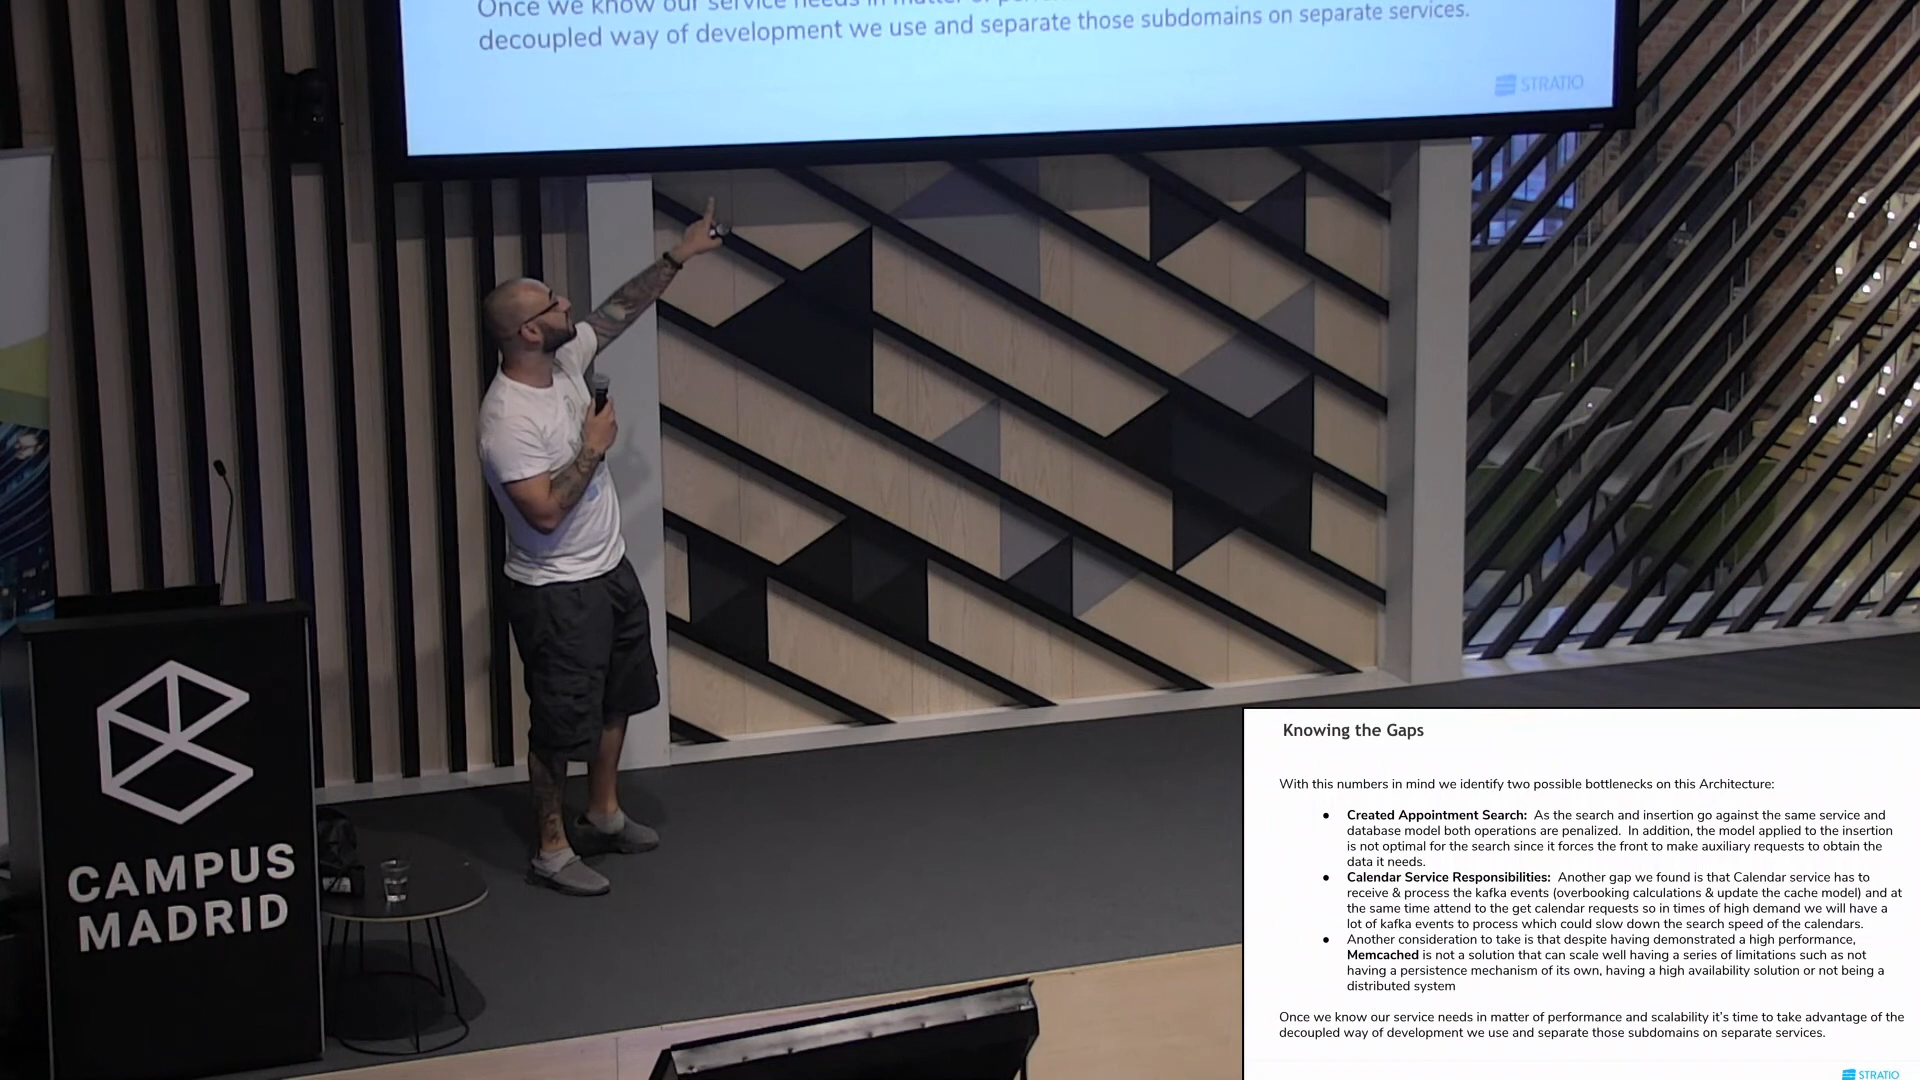 Once we know our service needs in matter of
decoupled way of development we use and separate those subdomains on separate services.
STRATIO
CAMPUS
MADRID
Knowing the Gaps
With this numbers in mind we identify two possible bottlenecks on this Architecture:
● Created Appointment Search: As the search and insertion go against the same service and
database model both operations are penalized. In addition, the model applied to the insertion
is not optimal for the search since it forces the front to make auxiliary requests to obtain the
data it needs.
● Calendar Service Responsibilities: Another gap we found is that Calendar service has to
receive & process the kafka events (overbooking calculations & update the cache model) and at
the same time attend to the get calendar requests so in times of high demand we will have a
lot of kafka events to process which could slow down the search speed of the calendars.
● Another consideration to take is that despite having demonstrated a high performance,
Memcached is not a solution that can scale well having a series of limitations such as not
having a persistence mechanism of its own, having a high availability solution or not being a
distributed system
Once we know our service needs in matter of performance and scalability it's time to take advantage of the
decoupled way of development we use and separate those subdomains on separate services.
STRATIO